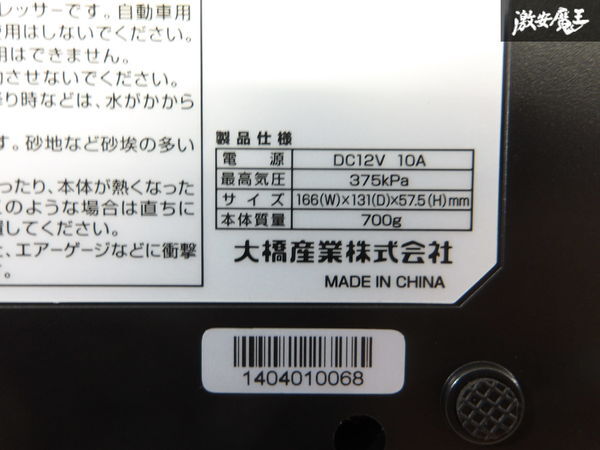 激安魔王
レッサーです。自動車用
使用はしないでください。
用はできません。
させないでください。
降り時などは、水がかから
す。砂地など砂埃の多い
ったり、本体が熱くなった
このような場合は直ちに
してください。
、エアーゲージなどに衝撃
製品仕様
電源 DC12V 10A
最高気圧 375kPa
サイズ 166(W)×131(D)×57.5(H)mm
本体質量 700g
大橋産業株式会社
MADE IN CHINA
1404010068